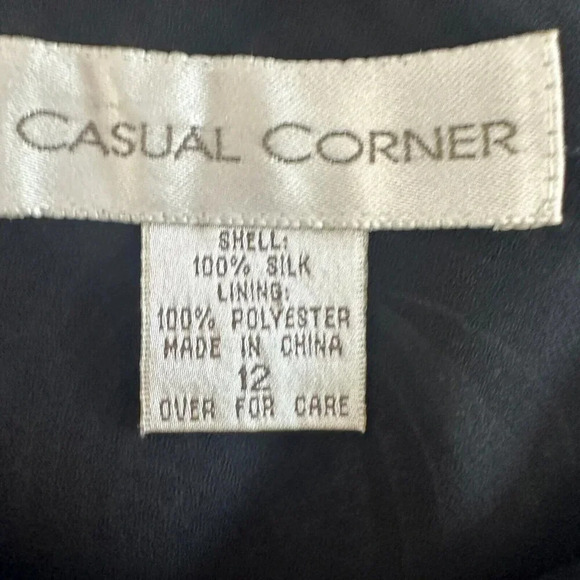 CASUAL CORNER
SHELL:
100% SILK
LINING:
100% POLYESTER
MADE IN CHINA
12
OVER FOR CARE